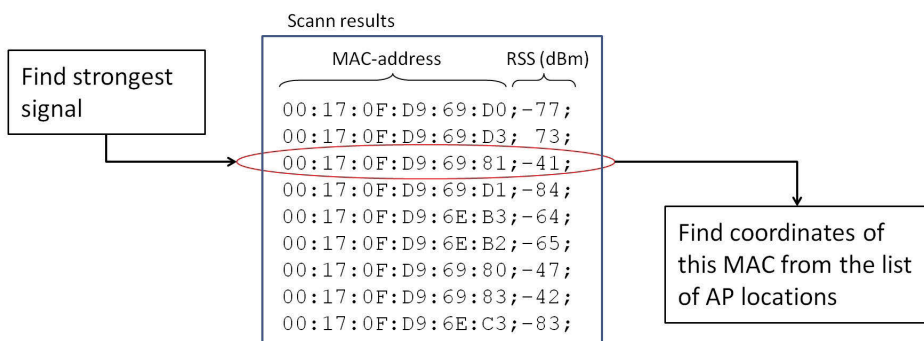 Scann results
Find strongest
signal
MAC-address RSS (dBm)
00:17:0F:D9:69:D0;-77;
00:17:0F:D9:69:D3; 73;
00:17:0F:D9:69:81;-41;
00:17:0F:D9:69:D1;-84;
00:17:0F:D9:6E:B3;-64;
00:17:0F:D9:6E:B2;-65;
00:17:0F:D9:69:80;-47;
00:17:0F:D9:69:83;-42;
00:17:0F:D9:6E:C3;-83;
Find coordinates of
this MAC from the list
of AP locations